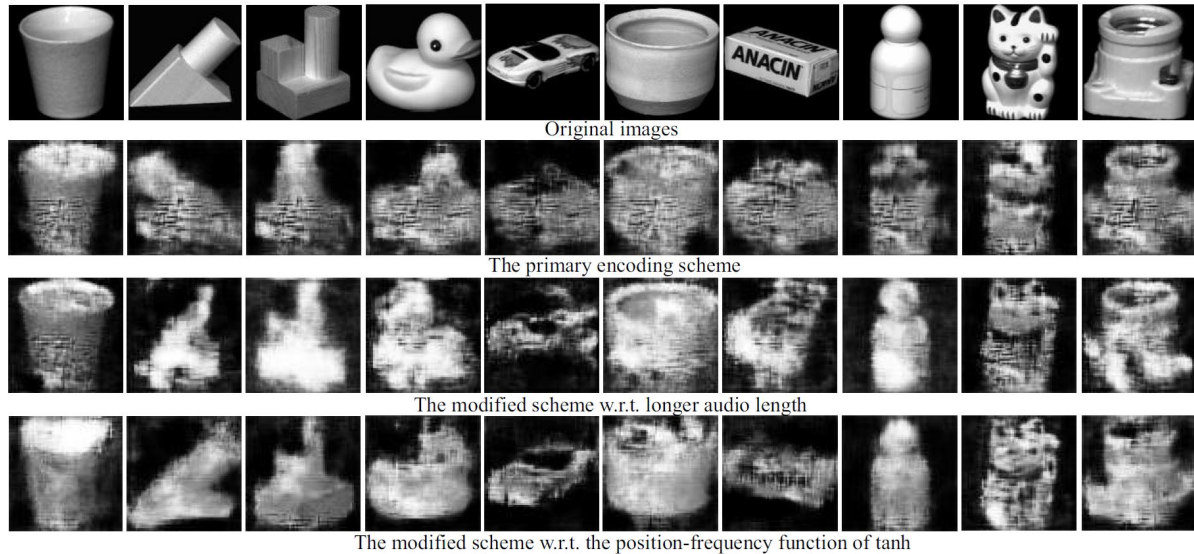 ANACIN
ANACIN
Original images
The primary encoding scheme
The modified scheme w.r.t. longer audio length
The modified scheme w.r.t. the position-frequency function of tanh